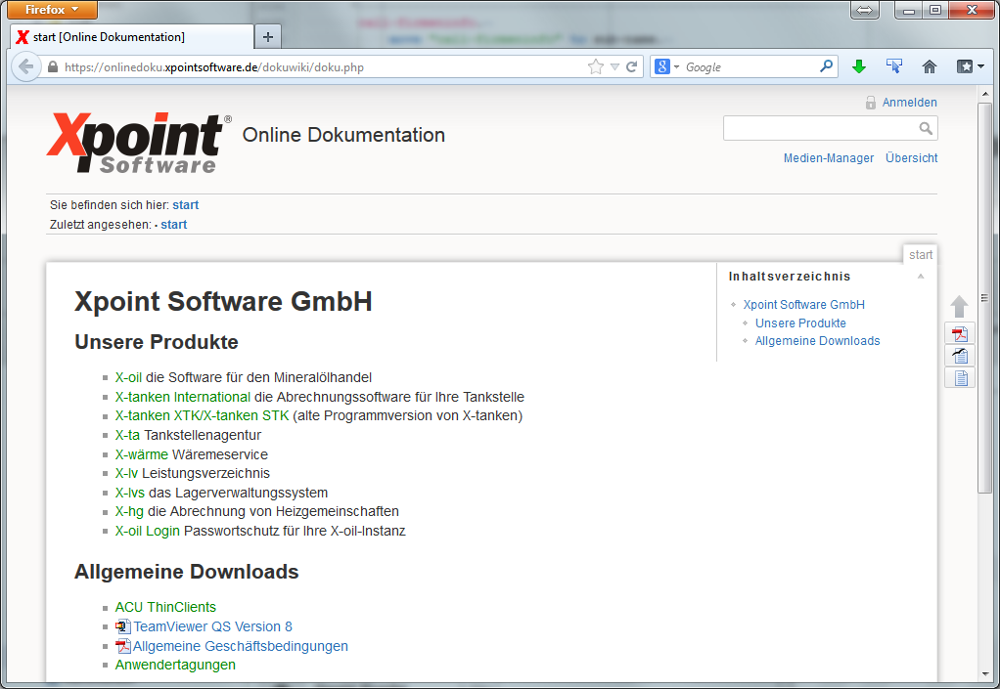 Firefox
start [Online Dokumentation]
https://onlinedoku.xpointsoftware.de/dokuwiki/doku.php
Google
Anmelden
Xpoint® Software
Online Dokumentation
Medien-Manager Übersicht
Sie befinden sich hier: start
Zuletzt angesehen: • start
start
Inhaltsverzeichnis
Xpoint Software GmbH
Unsere Produkte
Allgemeine Downloads
Xpoint Software GmbH
Unsere Produkte
X-oil die Software für den Mineralölhandel
X-tanken International die Abrechnungssoftware für Ihre Tankstelle
X-tanken XTK/X-tanken STK (alte Programmversion von X-tanken)
X-ta Tankstellenagentur
X-wärme Wäremeservice
X-lv Leistungsverzeichnis
X-lvs das Lagerverwaltungssystem
X-hg die Abrechnung von Heizgemeinschaften
X-oil Login Passwortschutz für Ihre X-oil-Instanz
Allgemeine Downloads
ACU ThinClients
TeamViewer QS Version 8
Allgemeine Geschäftsbedingungen
Anwendertagungen